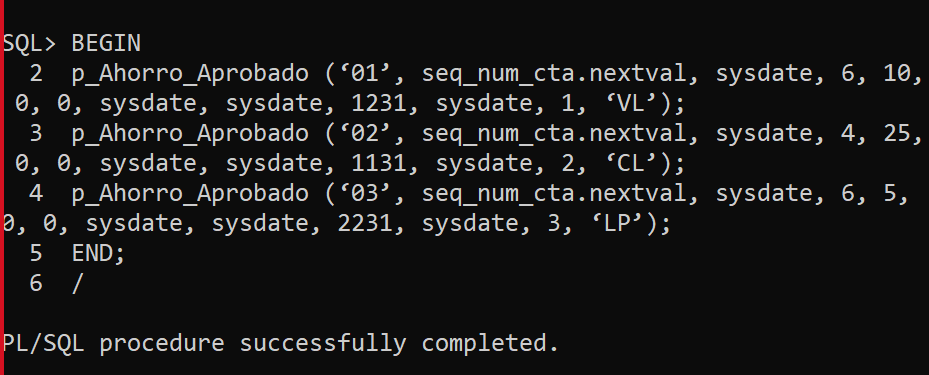 SQL> BEGIN
  2  p_Ahorro_Aprobado (‘01’, seq_num_cta.nextval, sysdate, 6, 10,
 0, 0, sysdate, sysdate, 1231, sysdate, 1, ‘VL’);
  3  p_Ahorro_Aprobado (‘02’, seq_num_cta.nextval, sysdate, 4, 25,
 0, 0, sysdate, sysdate, 1131, sysdate, 2, ‘CL’);
  4  p_Ahorro_Aprobado (‘03’, seq_num_cta.nextval, sysdate, 6, 5,
0, 0, sysdate, sysdate, 2231, sysdate, 3, ‘LP’);
  5  END;
  6  /
PL/SQL procedure successfully completed.